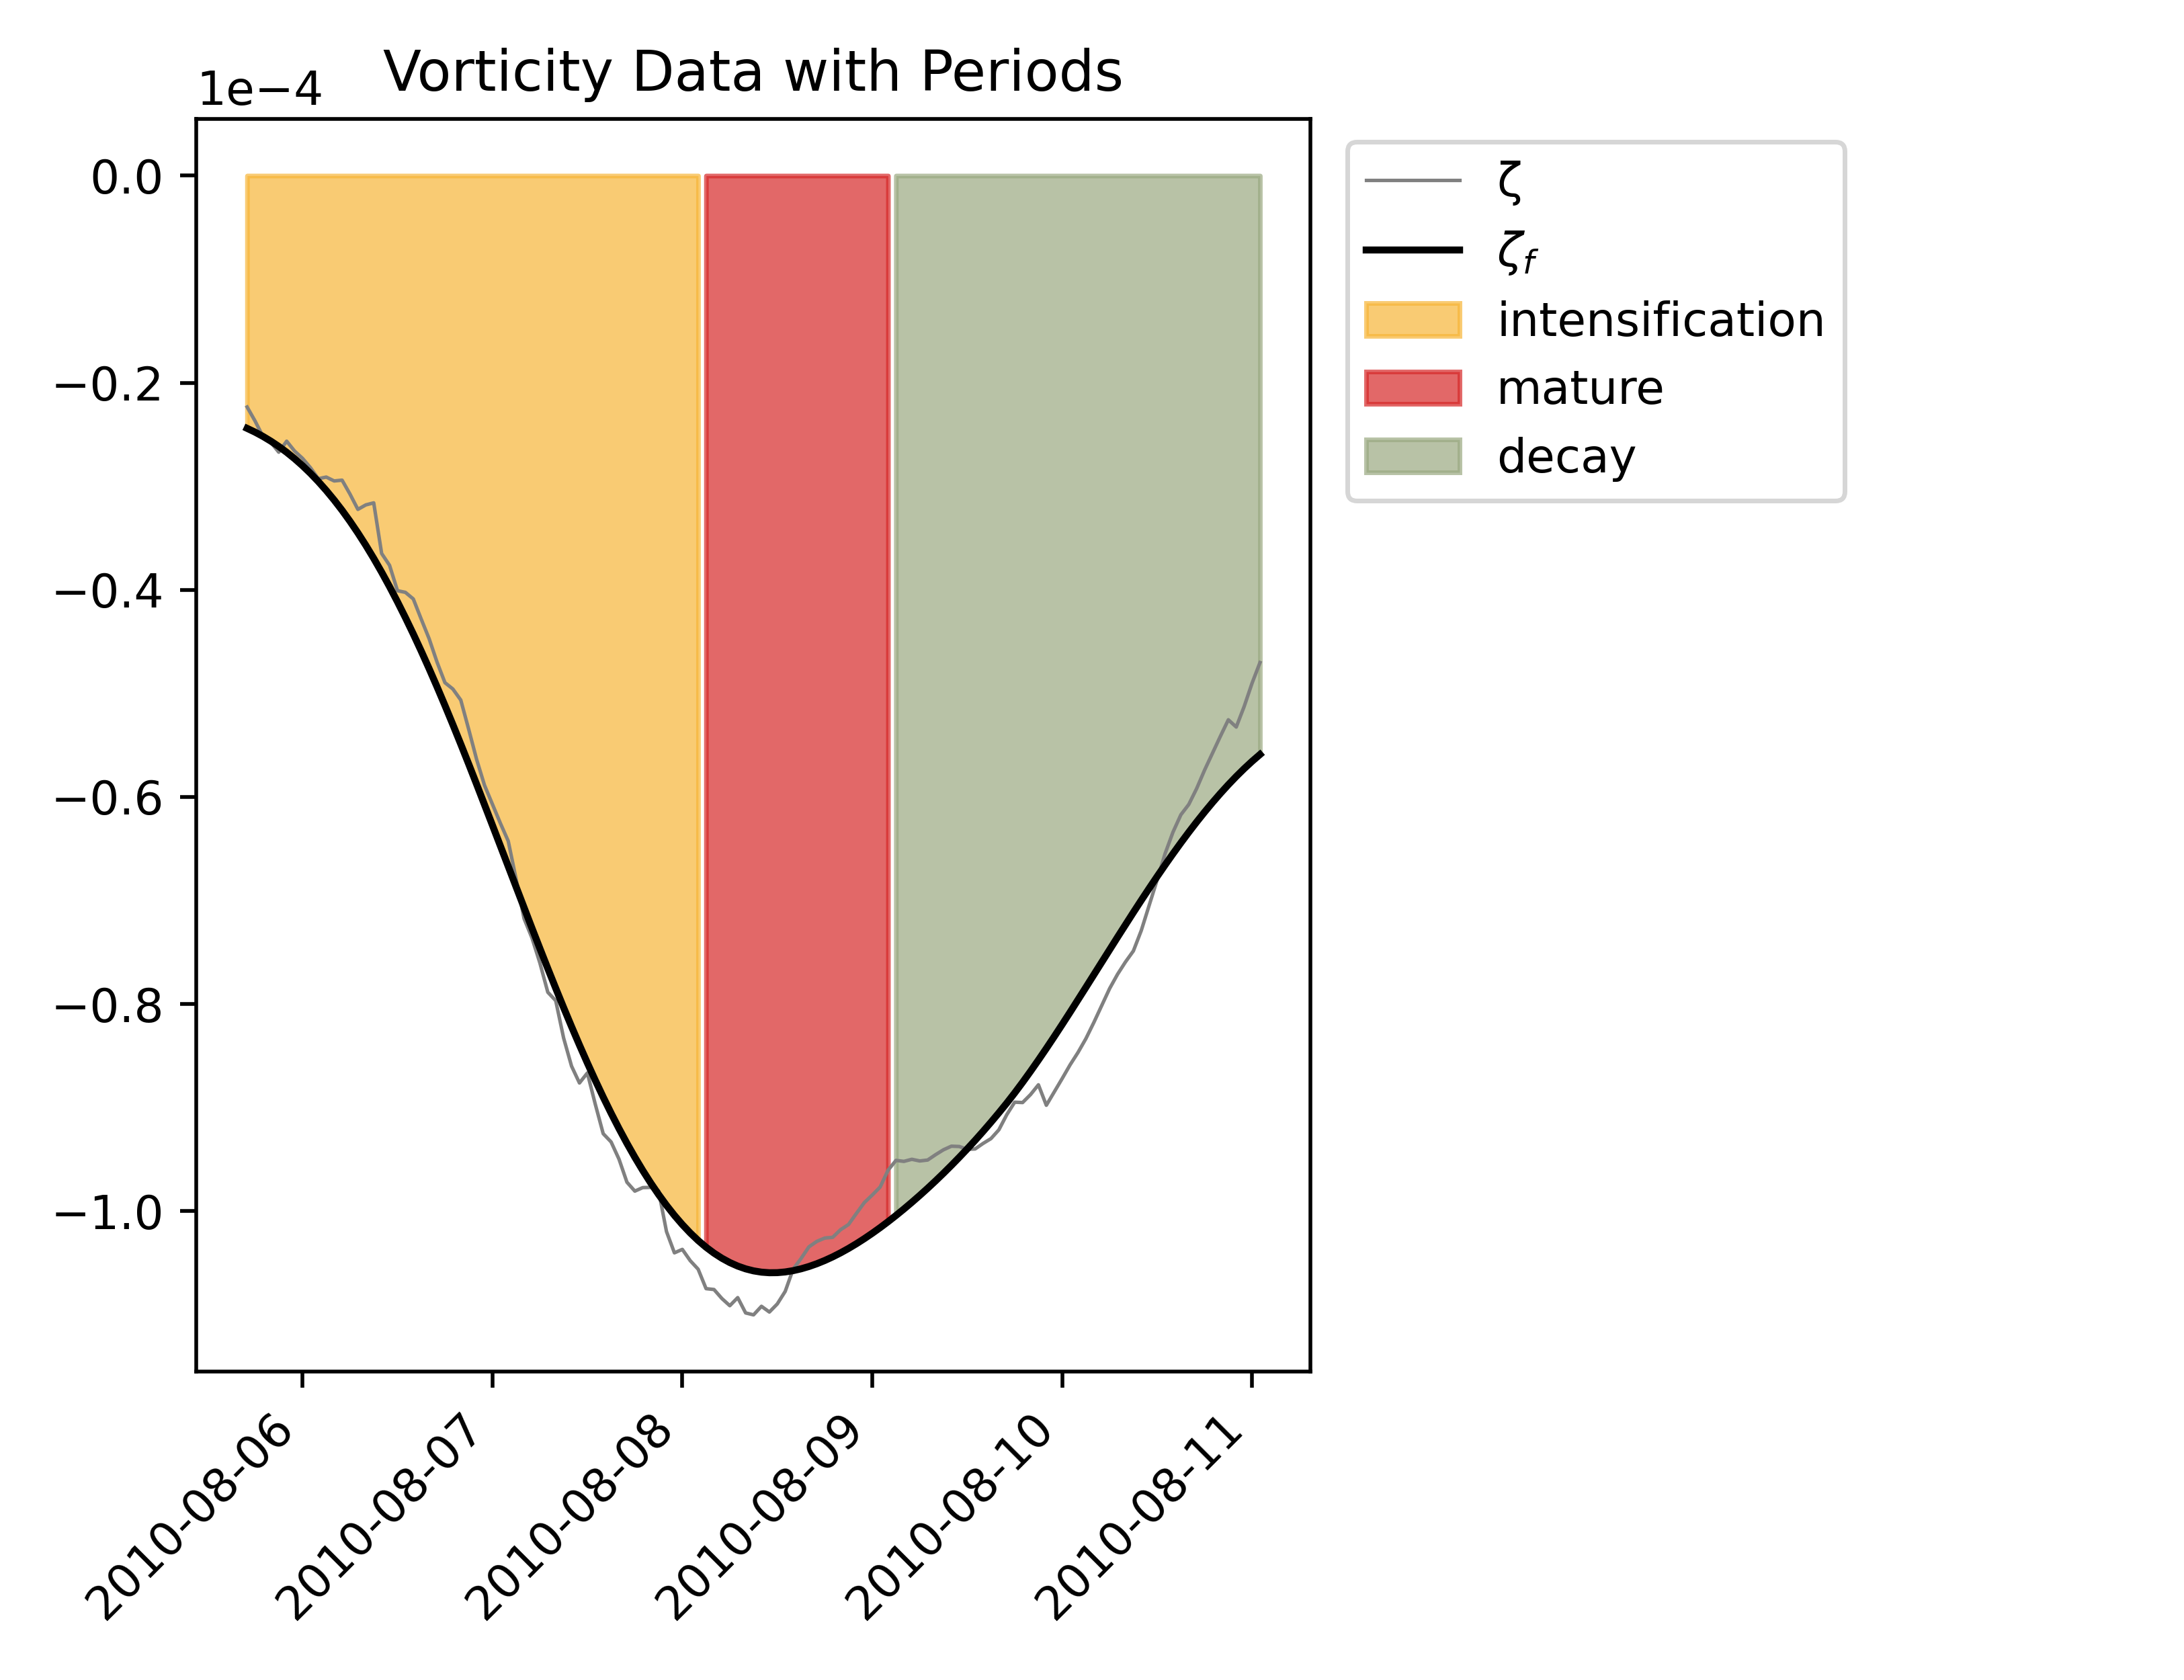 Vorticity Data with Periods
1e−4
0.0
−0.2
−0.4
−0.6
−0.8
−1.0
2010-08-06
2010-08-07
2010-08-08
2010-08-09
2010-08-10
2010-08-11
ζ
ζf
intensification
mature
decay